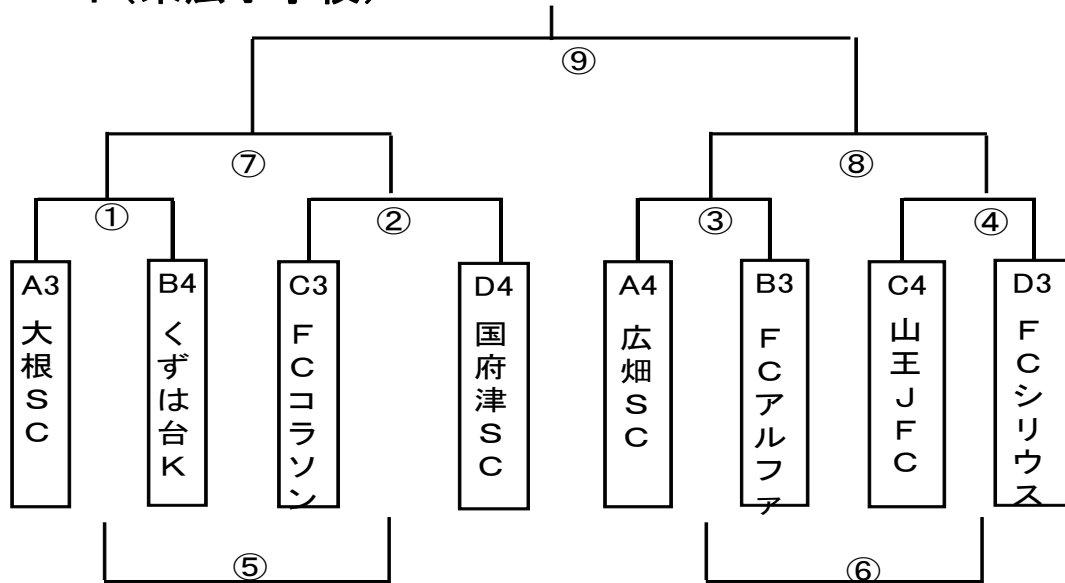 ⑨
⑦
⑧
①
②
③
④
A3
大根SC
B4
くずは台K
C3
FCコラソン
D4
国府津SC
A4
広畑SC
B3
FCアルファ
C4
山王JFC
D3
FCシリウス
⑤
⑥